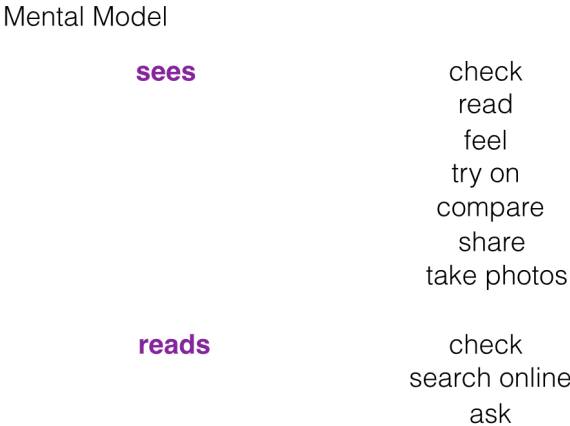 Mental Model
sees check
read
feel
try on
compare
share
take photos
reads check
search online
ask